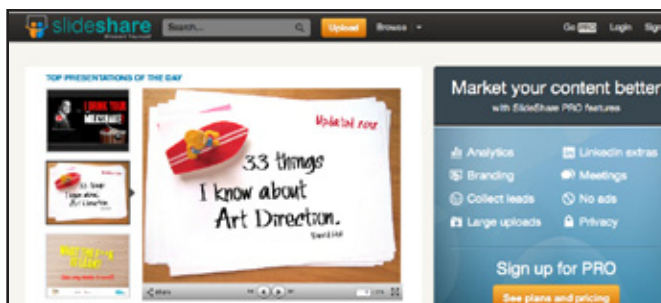 slideshare
Search...
Upload
Browse
Go PRO
Login
TOP PRESENTATIONS OF THE DAY
Updated now
33 things
I know about
Art Direction.
Share
Market your content better
with SlideShare PRO features
Analytics
LinkedIn extras
Branding
Meetings
Collect leads
No ads
Large uploads
Privacy
Sign up for PRO
See plans and pricing